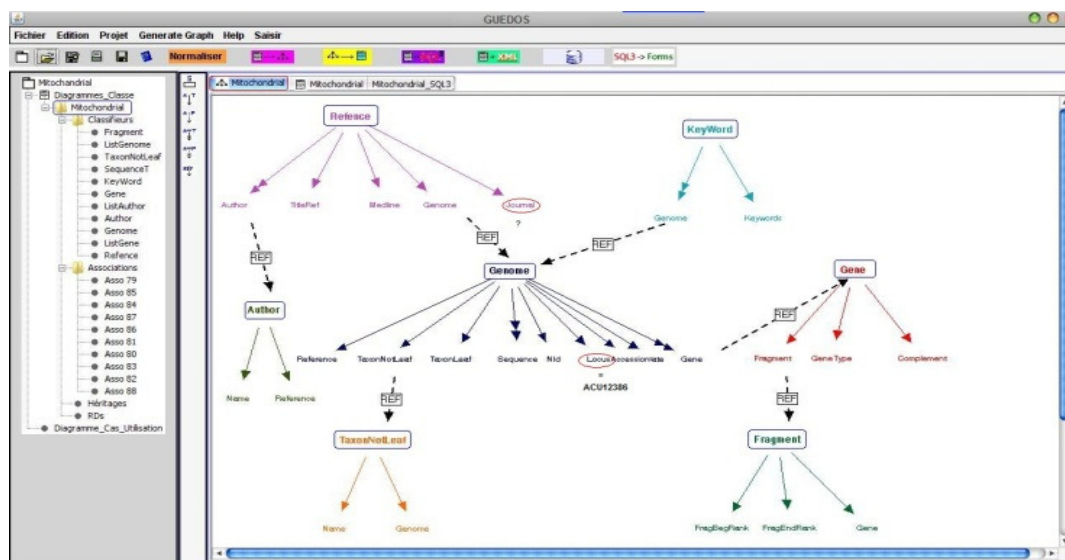 GUEDOS
Fichier Edition Projet Generate Graph Help Saisir
Normaliser SQL3 -> Forms
Mitochondrial
Diagrammes_Classe
Mitochondrial
Classifieurs
Fragment
ListGenome
TaxonNotLeaf
SequenceT
KeyWord
Gene
ListAuthor
Author
Genome
ListGene
Refence
Associations
Asso 79
Asso 85
Asso 84
Asso 87
Asso 86
Asso 81
Asso 80
Asso 83
Asso 82
Asso 88
Héritages
RDs
Diagramme_Cas_Utilisation
Mitochondrial Mitochondrial Mitochondrial_SQL3
Refence KeyWord
Author TitleRef Medline Genome Journal
?
Genome Keywords
REF REF REF
Genome Gene
Author REF
Reference TaxonNotLeaf TaxonLeaf Sequence NId Locus Accession Gene
=
ACU12386
Fragment GeneType Complement
Name Reference
REF REF
TaxonNotLeaf Fragment
Name Genome FragBegRank FragEndRank Gene